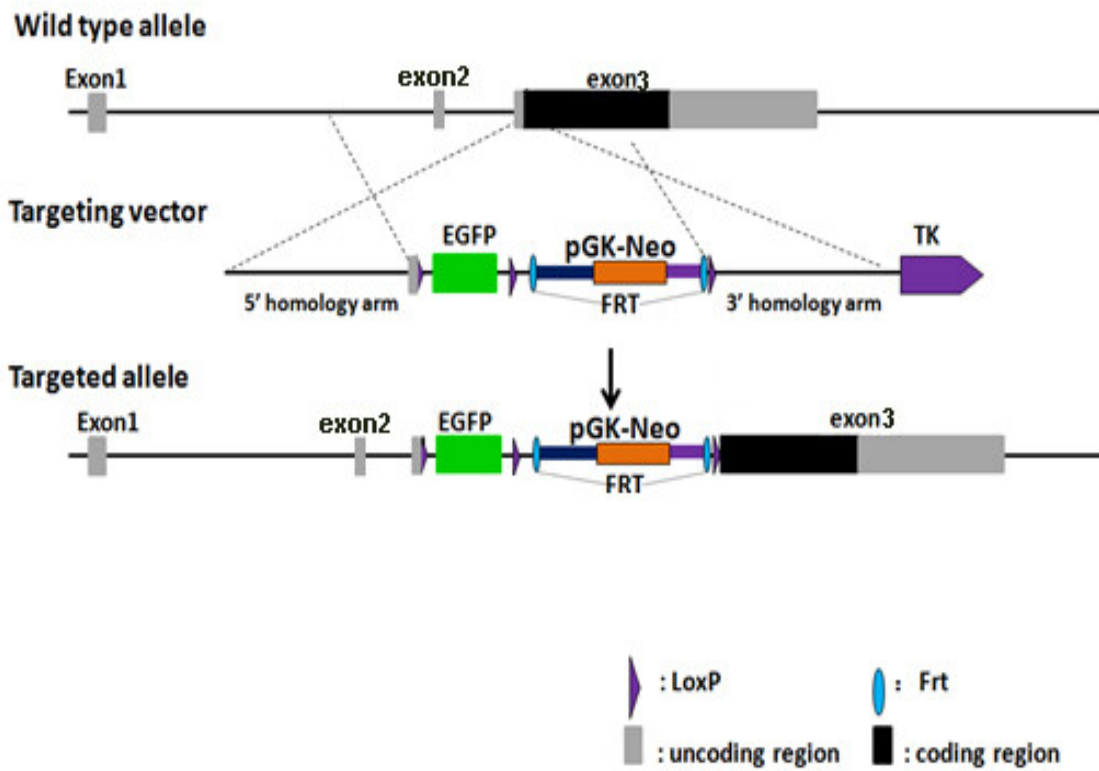 Wild type allele
Exon1 exon2 exon3
Targeting vector
EGFP pGK-Neo TK
5' homology arm FRT 3' homology arm
Targeted allele
Exon1 exon2 EGFP pGK-Neo exon3
FRT
: LoxP : Frt
: uncoding region : coding region